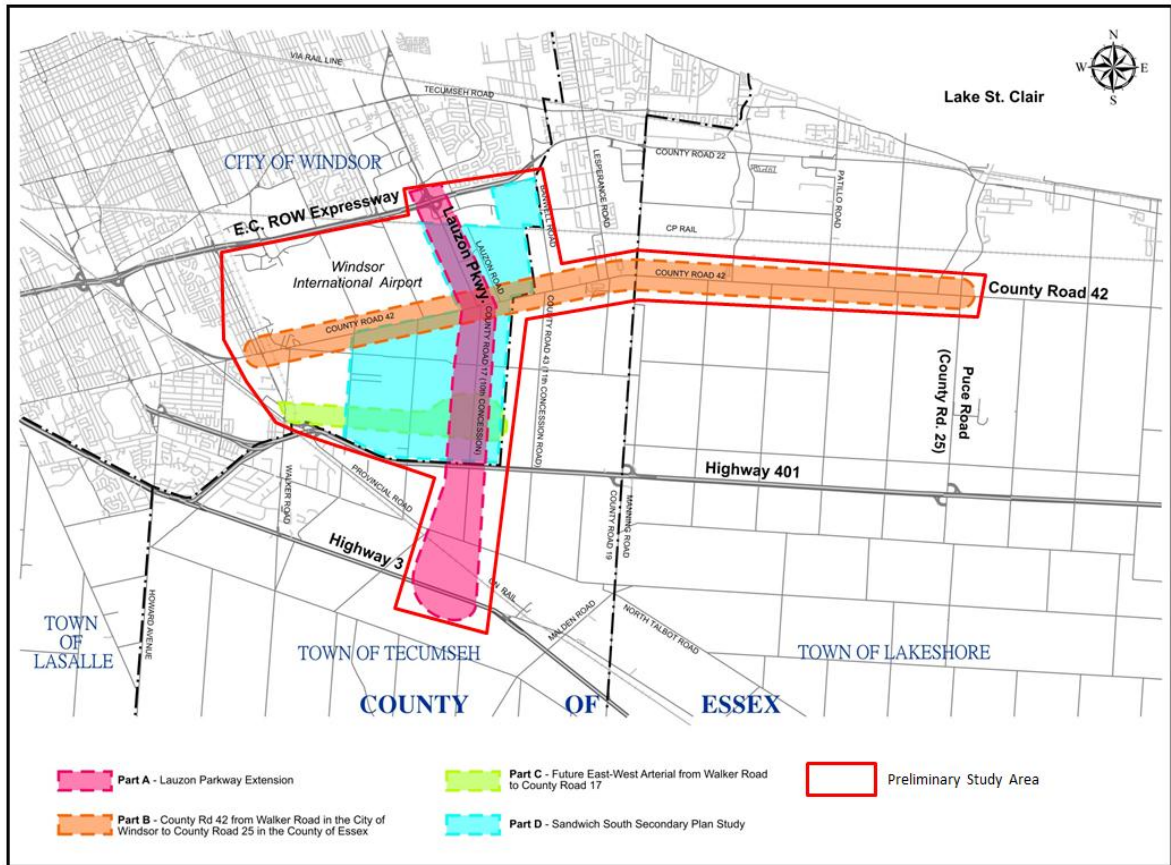 N
W E
S
Lake St. Clair
VIA RAIL LINE
TECUMSEH ROAD
CITY OF WINDSOR
COUNTY ROAD 22
LESPERANCE ROAD
PATILLO ROAD
E.C. ROW Expressway
BANWELL ROAD
Lauzon Pkwy.
LAUZON ROAD
CP RAIL
Windsor
International Airport
COUNTY ROAD 42
County Road 42
COUNTY ROAD 42
COUNTY ROAD 17 (10th CONCESSION)
COUNTY ROAD 43 (11th CONCESSION ROAD)
Puce Road
(County Rd. 25)
WALKER ROAD
PROVINCIAL ROAD
Highway 401
MANNING ROAD
COUNTY ROAD 19
Highway 3
CN RAIL
MALDEN ROAD
NORTH TALBOT ROAD
HOWARD AVENUE
TOWN
OF
LASALLE
TOWN OF TECUMSEH
TOWN OF LAKESHORE
COUNTY OF ESSEX
Part A - Lauzon Parkway Extension
Part B - County Rd 42 from Walker Road in the City of
Windsor to County Road 25 in the County of Essex
Part C - Future East-West Arterial from Walker Road
to County Road 17
Part D - Sandwich South Secondary Plan Study
Preliminary Study Area